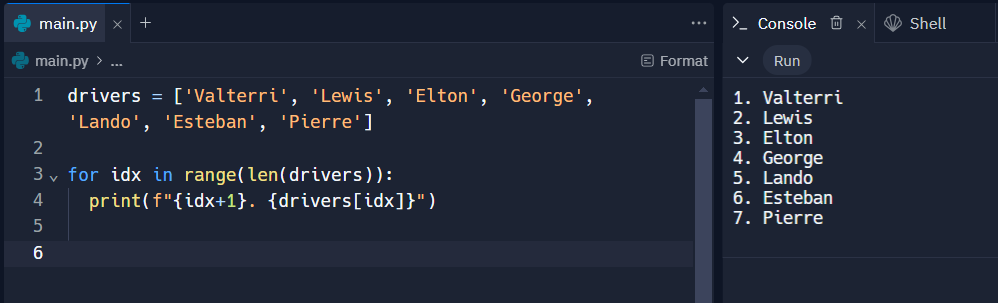 main.py × +
main.py > ...
Format
1 drivers = ['Valterri', 'Lewis', 'Elton', 'George',
'Lando', 'Esteban', 'Pierre']
2
3 for idx in range(len(drivers)):
4 print(f"{idx+1}. {drivers[idx]}")
5
6
Console
Shell
Run
1. Valterri
2. Lewis
3. Elton
4. George
5. Lando
6. Esteban
7. Pierre